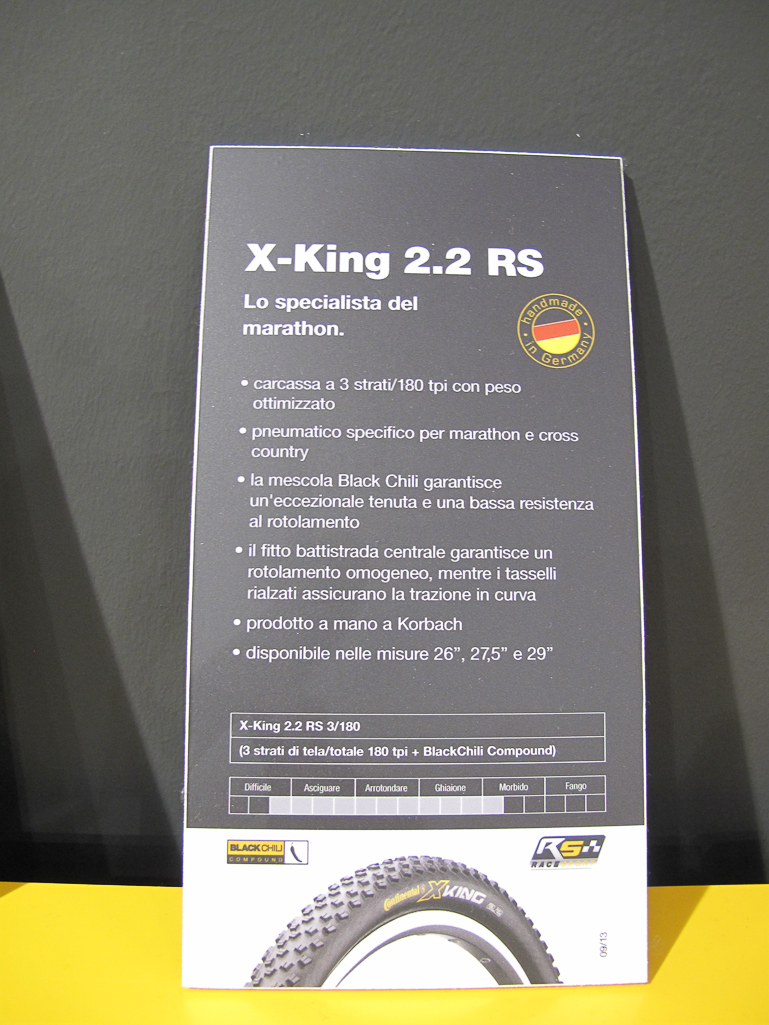 X-King 2.2 RS
Lo specialista del
marathon.
handmade
in Germany
• carcassa a 3 strati/180 tpi con peso
ottimizzato
• pneumatico specifico per marathon e cross
country
• la mescola Black Chili garantisce
un'eccezionale tenuta e una bassa resistenza
al rotolamento
• il fitto battistrada centrale garantisce un
rotolamento omogeneo, mentre i tasselli
rialzati assicurano la trazione in curva
• prodotto a mano a Korbach
• disponibile nelle misure 26”, 27,5” e 29”
X-King 2.2 RS 3/180
(3 strati di tela/totale 180 tpi + BlackChili Compound)
Difficile Asciguare Arrotondare Ghiaione Morbido Fango
BLACKCHILI
COMPOUND
RS
RACE
Continental
X KING
09/13